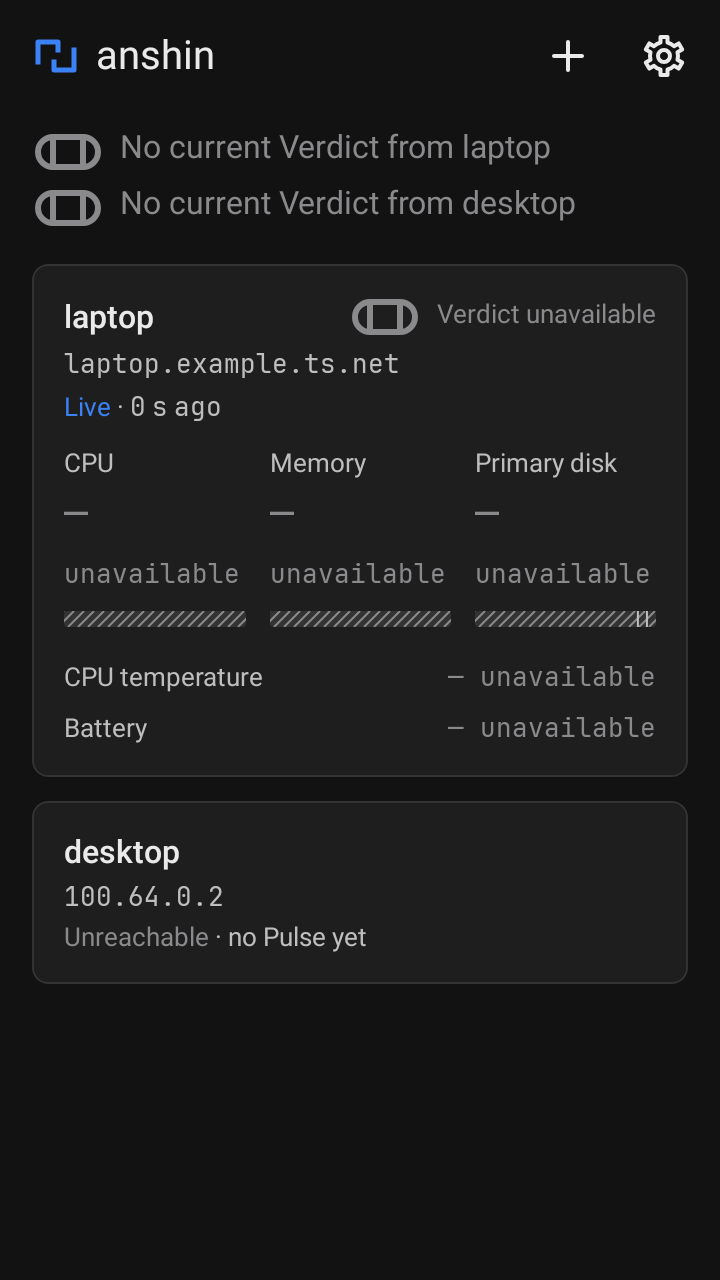 anshin
No current Verdict from laptop
No current Verdict from desktop
laptop
Verdict unavailable
laptop.example.ts.net
Live · 0 s ago
CPU Memory Primary disk
— — —
unavailable unavailable unavailable
CPU temperature — unavailable
Battery — unavailable
desktop
100.64.0.2
Unreachable · no Pulse yet